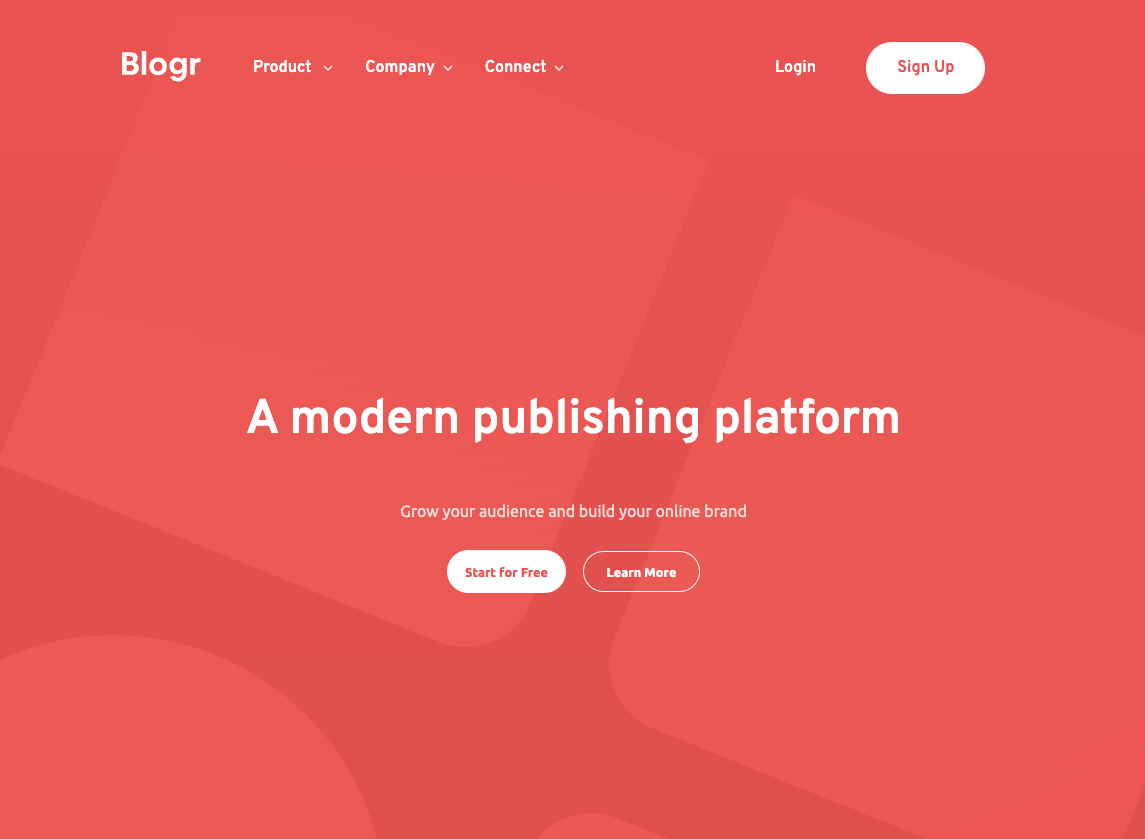 Blogr Product Company Connect Login Sign Up
A modern publishing platform
Grow your audience and build your online brand
Start for Free Learn More